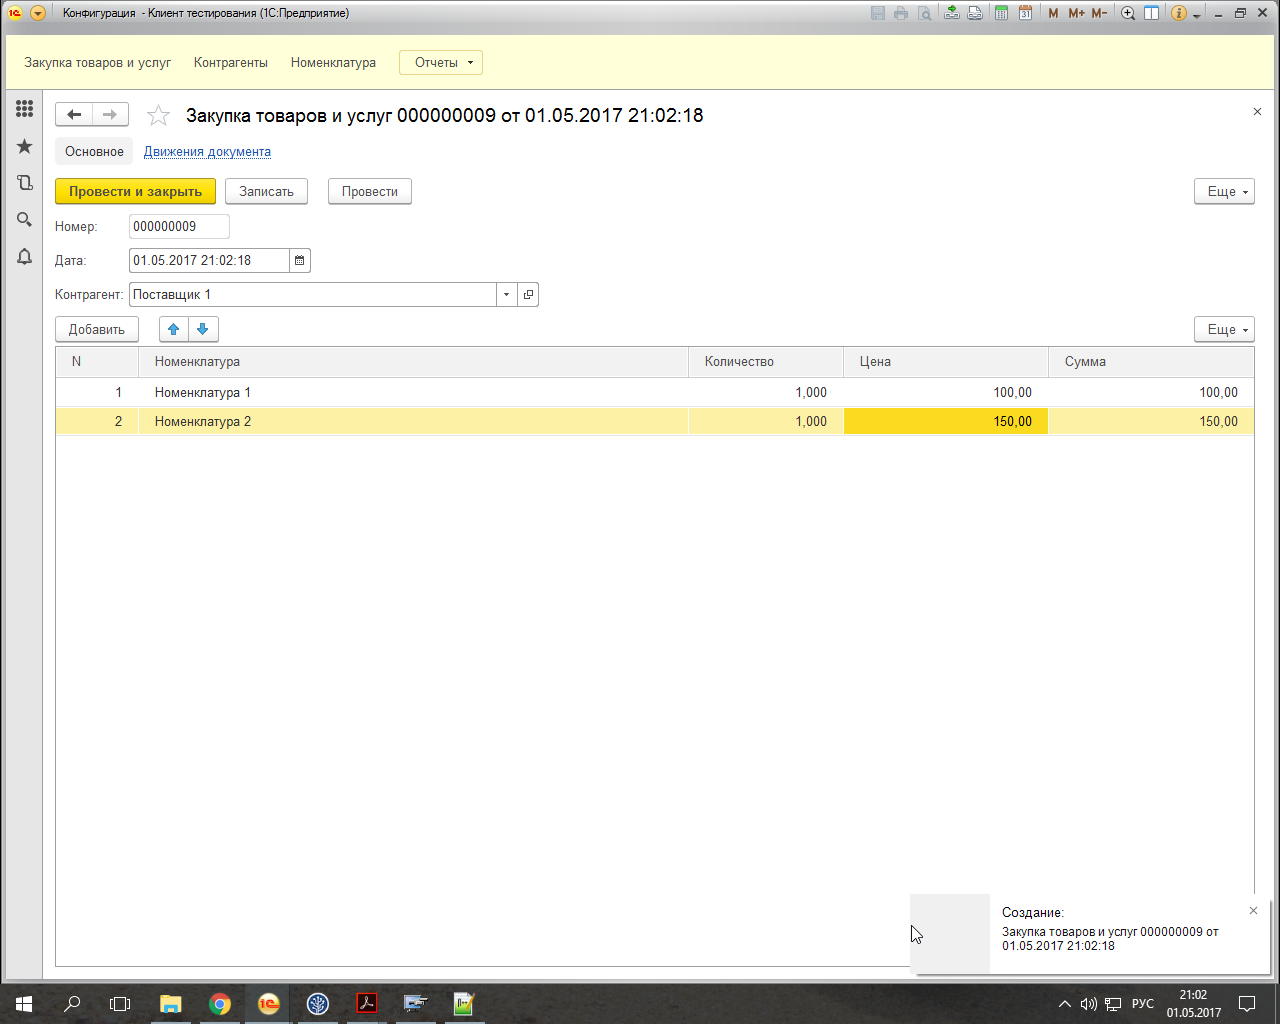 Конфигурация - Клиент тестирования (1С:Предприятие)
M M+ M-
31
Закупка товаров и услуг Контрагенты Номенклатура Отчеты
Закупка товаров и услуг 000000009 от 01.05.2017 21:02:18
Основное Движения документа
Провести и закрыть Записать Провести Еще
Номер: 000000009
Дата: 01.05.2017 21:02:18
Контрагент: Поставщик 1
Добавить Еще
N Номенклатура Количество Цена Сумма
1 Номенклатура 1 1,000 100,00 100,00
2 Номенклатура 2 1,000 150,00 150,00
Создание:
Закупка товаров и услуг 000000009 от
01.05.2017 21:02:18
РУС
21:02
01.05.2017